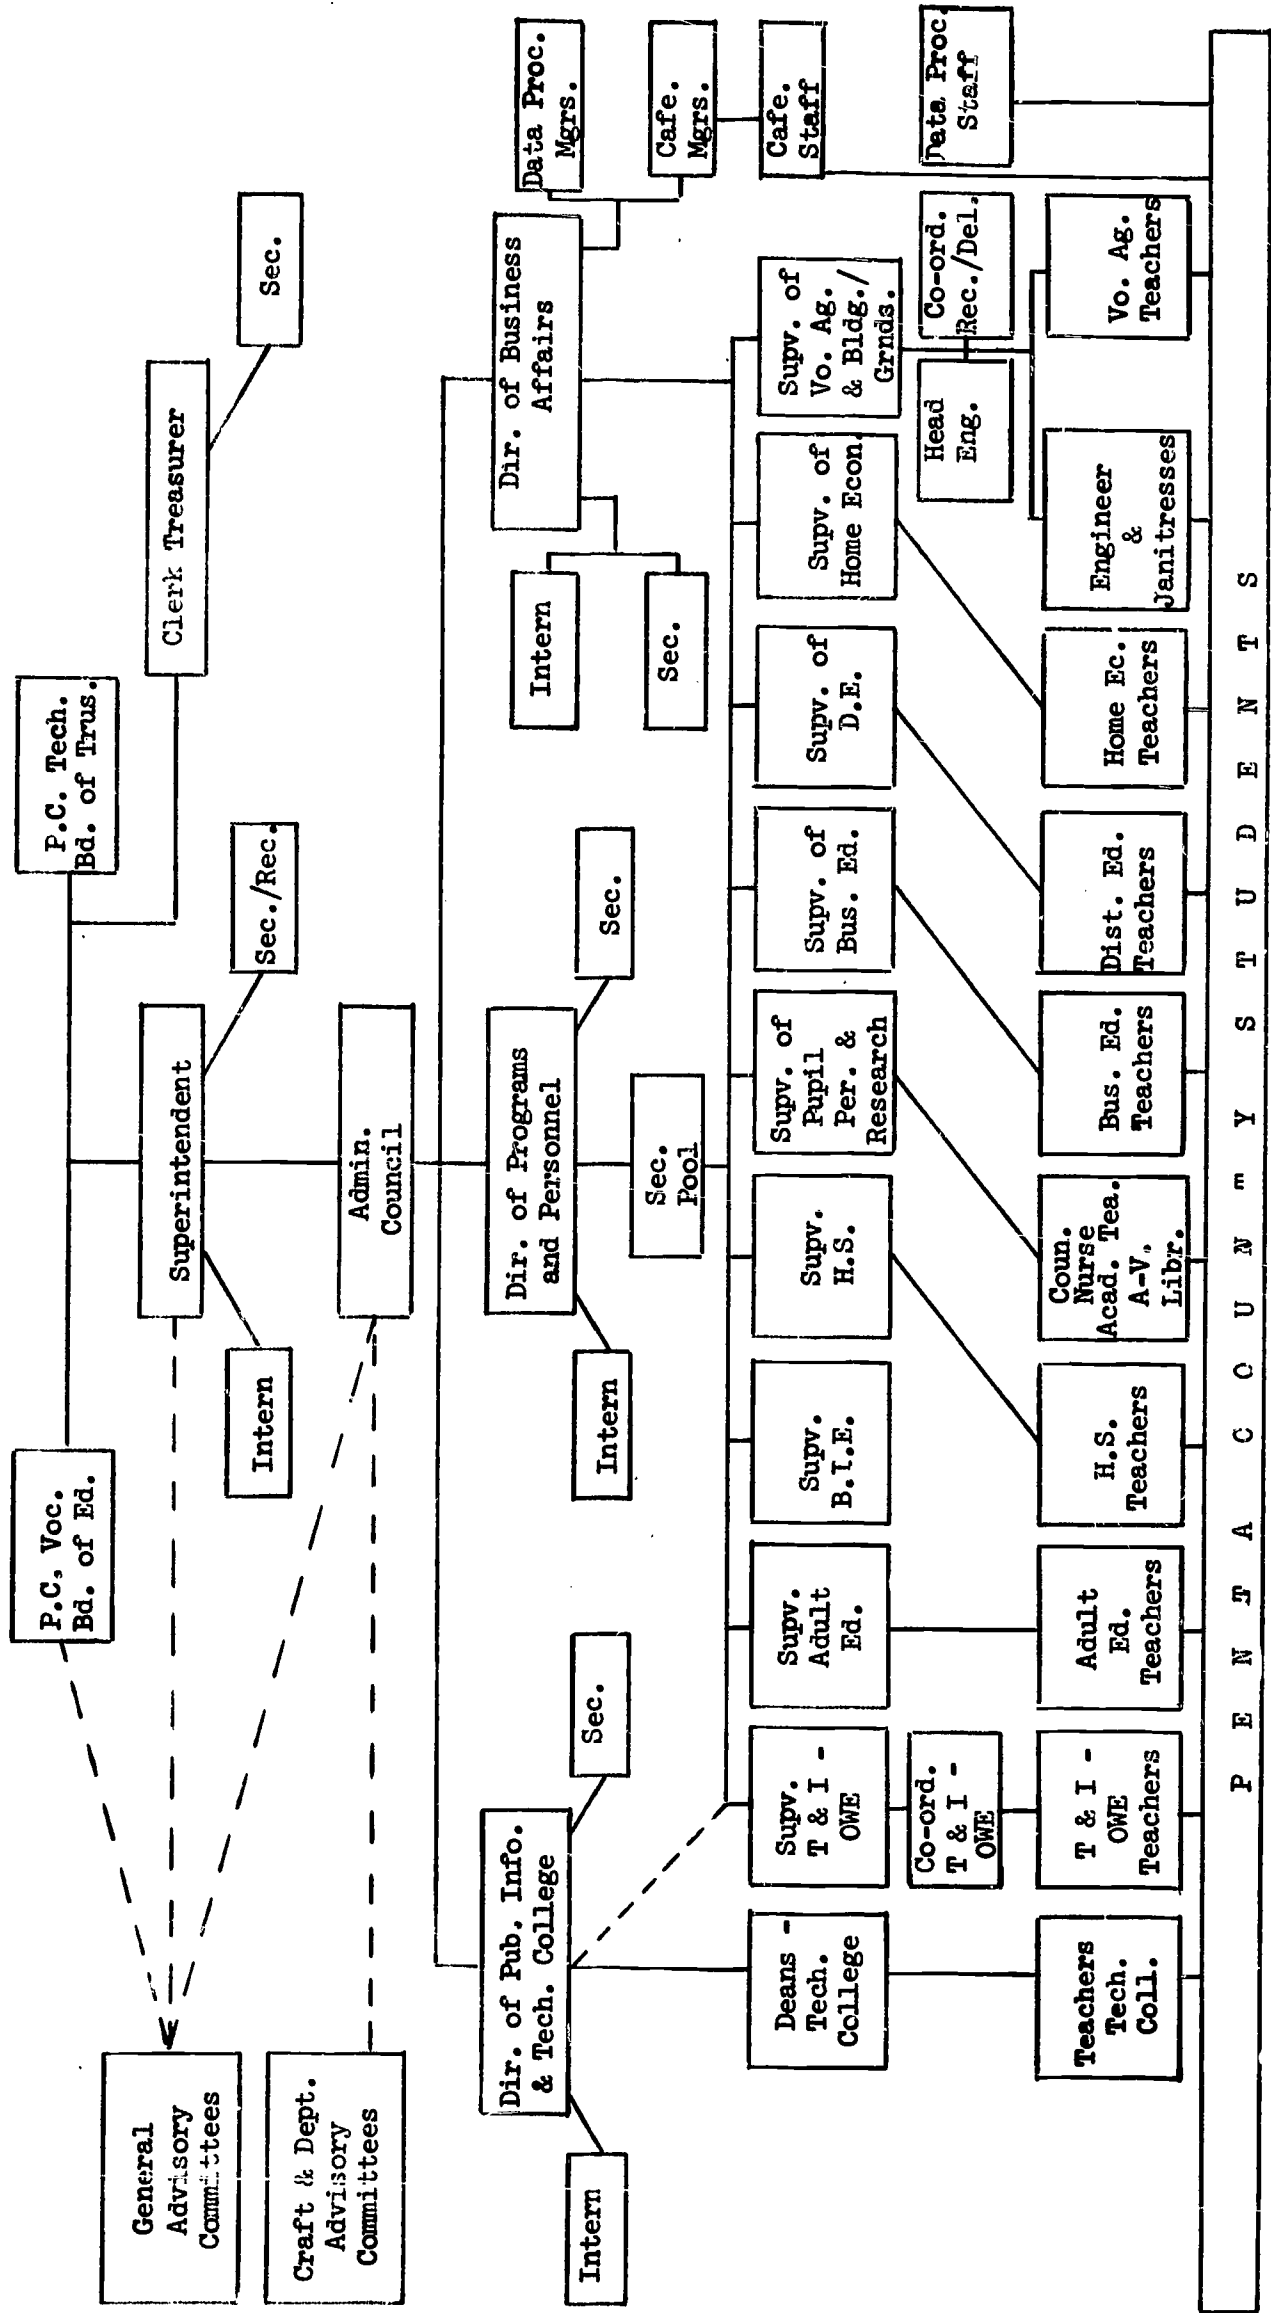 P.C. Voc.
Bd. of Ed.
P.C. Tech.
Bd. of Trus.
General
Advisory
Committees
Superintendent
Clerk Treasurer
Intern
Sec./Rec.
Sec.
Craft & Dept.
Advisory
Committees
Admin.
Council
Dir. of Pub. Info.
& Tech. College
Dir. of Programs
and Personnel
Dir. of Business
Affairs
Intern
Sec.
Intern
Sec.
Intern
Sec.
Data Proc.
Mgrs.
Cafe.
Mgrs.
Sec.
Pool
Deans -
Tech.
College
Supv.
T & I -
OWE
Supv.
Adult
Ed.
Supv.
B.I.E.
Supv.
H.S.
Supv. of
Pupil
Per. &
Research
Supv. of
Bus. Ed.
Supv. of
D.E.
Supv. of
Home Econ.
Supv. of
Vo. Ag.
& Bldg./
Grnds.
Cafe.
Staff
Co-ord.
T & I -
OWE
Head
Eng.
Co-ord.
Rec./Del.
Data Proc.
Staff
Teachers
Tech.
Coll.
T & I -
OWE
Teachers
Adult
Ed.
Teachers
H.S.
Teachers
Coun.
Nurse
Acad. Tea.
A-V.
Libr.
Bus. Ed.
Teachers
Dist. Ed.
Teachers
Home Ec.
Teachers
Engineer
&
Janitresses
Vo. Ag.
Teachers
PENTA COUNTY STUDENTS